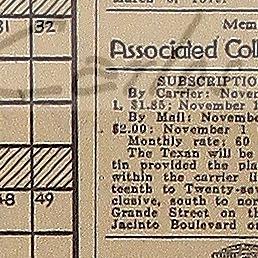 31 32
48 49
Mem
Associated Coll
SUBSCRIPTIO
By Carrier: Novem
1, $1.85; November 1
By Mail: Novembe
$2.00: November 1
Monthly rate: 60
The Texan will be
tin provided the pla
within the carrier li
teenth to Twenty-sev
clusive, south to nor
Grande Street on th
Jacinto Boulevard on